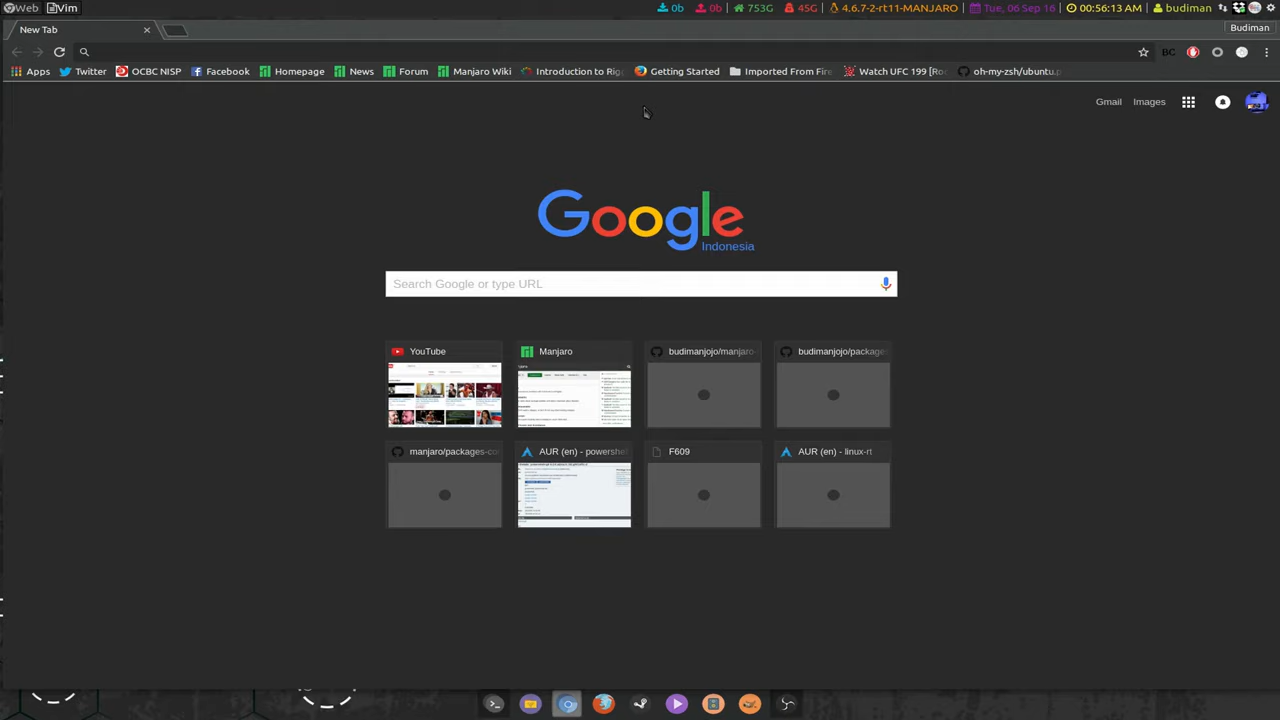 Web Vim 0b 0b 753G 45G 4.6.7-2-rt11-MANJARO Tue, 06 Sep 16 00:56:13 AM budiman
New Tab Budiman
Apps Twitter OCBC NISP Facebook Homepage News Forum Manjaro Wiki Introduction to Rig Getting Started Imported From Fire Watch UFC 199 [Ro oh-my-zsh/ubuntu.p
Gmail Images
Google
Indonesia
Search Google or type URL
YouTube Manjaro budimanjojo/manjaro- budimanjojo/packages
manjaro/packages-co AUR (en) - powershel F609 AUR (en) - linux-rt